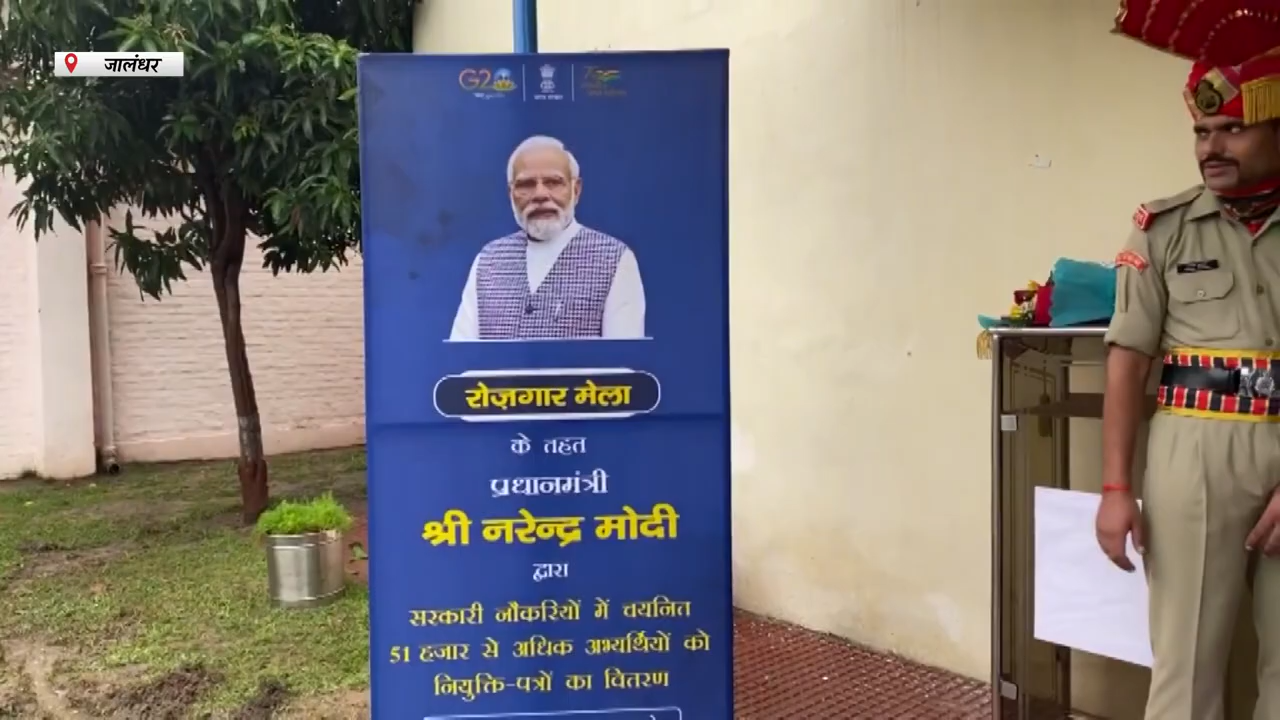 जालंधर
G20
रोज़गार मेला
के तहत
प्रधानमंत्री
श्री नरेन्द्र मोदी
द्वारा
सरकारी नौकरियों में चयनित
51 हजार से अधिक अभ्यर्थियों को
नियुक्ति-पत्रों का वितरण